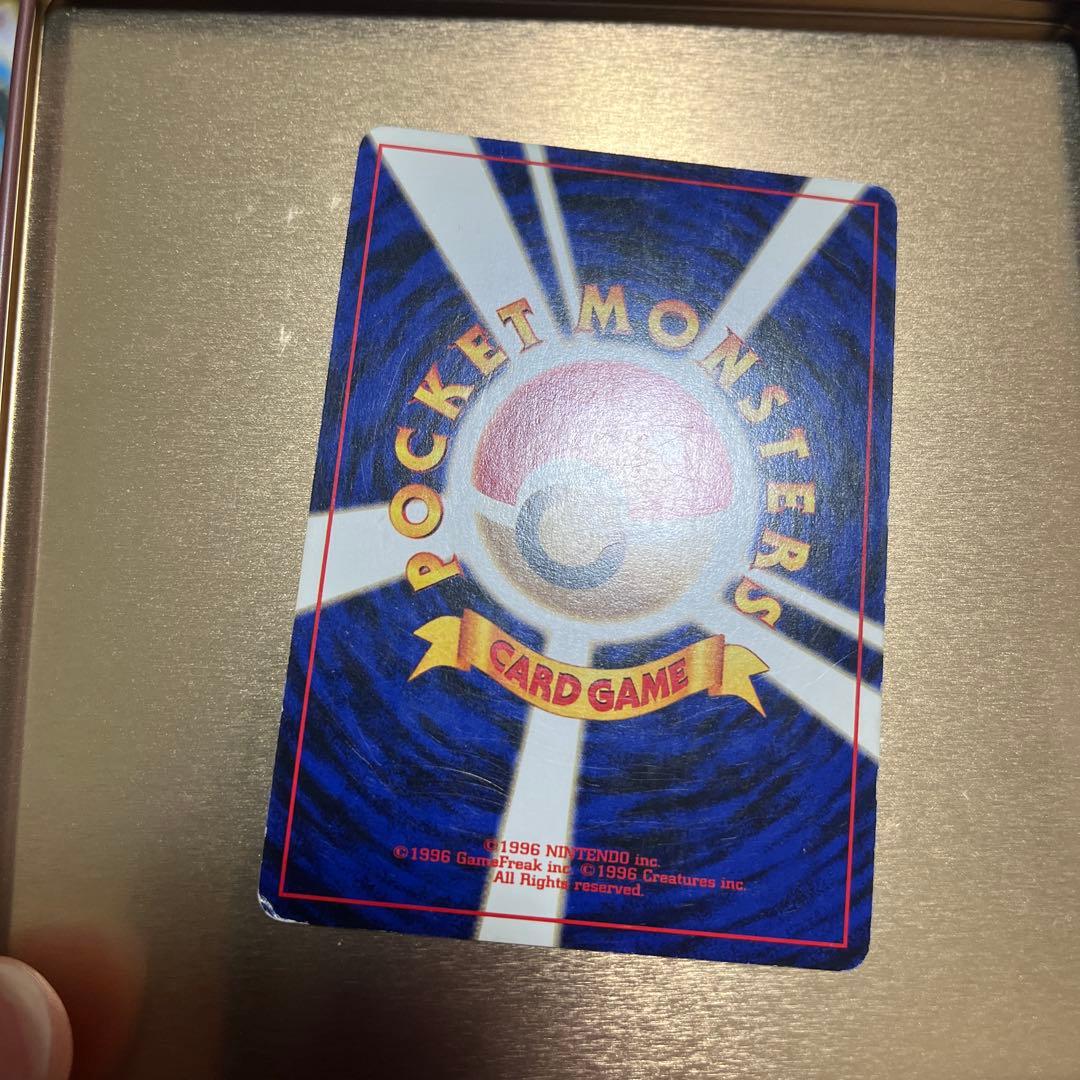 POCKET MONSTERS
CARD GAME
©1996 NINTENDO inc.
©1996 GameFreak inc. ©1996 Creatures inc.
All Rights reserved.